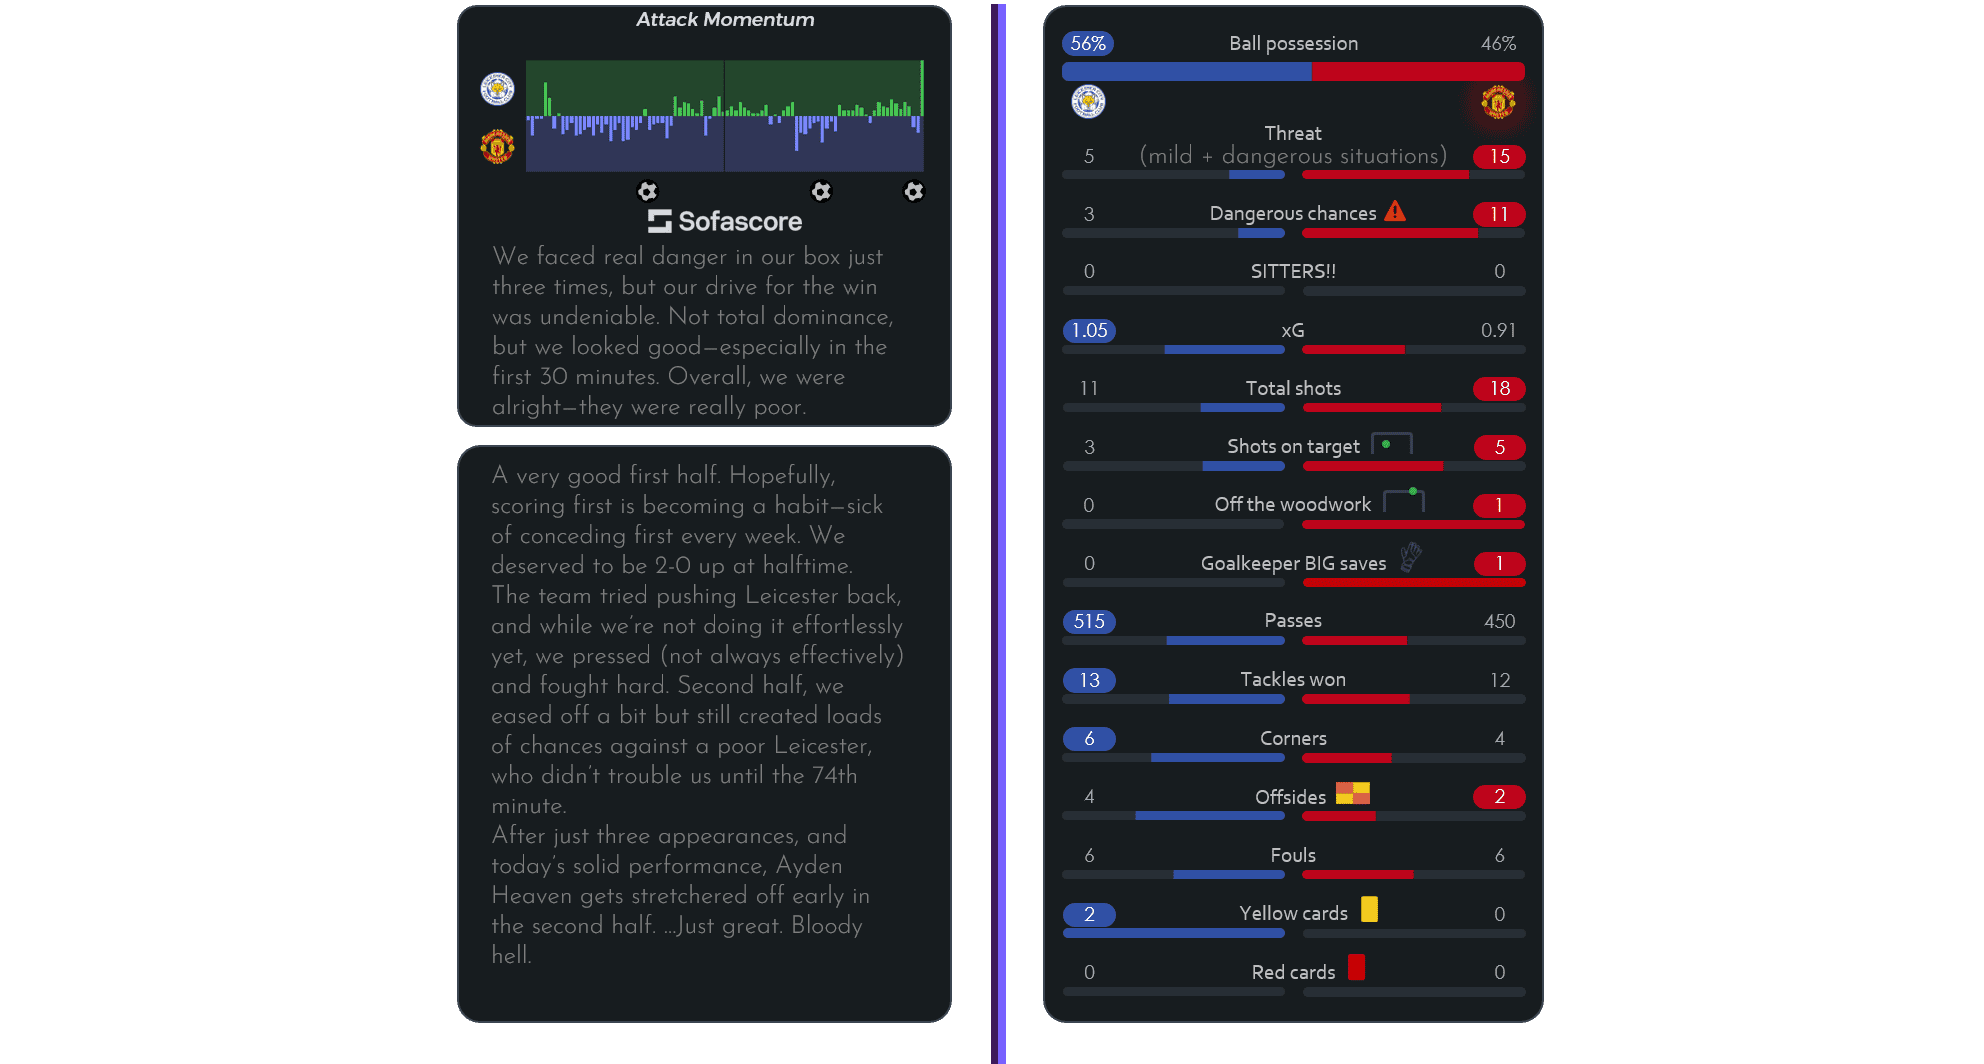 Attack Momentum
Sofascore
We faced real danger in our box just
three times, but our drive for the win
was undeniable. Not total dominance,
but we looked good—especially in the
first 30 minutes. Overall, we were
alright—they were really poor.
A very good first half. Hopefully,
scoring first is becoming a habit—sick
of conceding first every week. We
deserved to be 2-0 up at halftime.
The team tried pushing Leicester back,
and while we're not doing it effortlessly
yet, we pressed (not always effectively)
and fought hard. Second half, we
eased off a bit but still created loads
of chances against a poor Leicester,
who didn't trouble us until the 74th
minute.
After just three appearances, and
today's solid performance, Ayden
Heaven gets stretchered off early in
the second half. ...Just great. Bloody
hell.
56% Ball possession 46%
Threat
5 (mild + dangerous situations) 15
3 Dangerous chances 11
0 SITTERS!! 0
1.05 xG 0.91
11 Total shots 18
3 Shots on target 5
0 Off the woodwork 1
0 Goalkeeper BIG saves 1
515 Passes 450
13 Tackles won 12
6 Corners 4
4 Offsides 2
6 Fouls 6
2 Yellow cards 0
0 Red cards 0